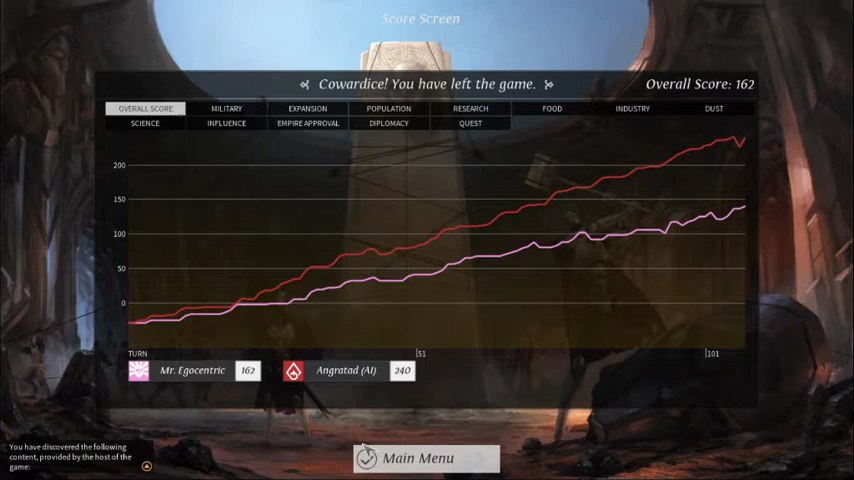 Score Screen
Cowardice! You have left the game.
Overall Score: 162
OVERALL SCORE MILITARY EXPANSION POPULATION RESEARCH FOOD INDUSTRY DUST
SCIENCE INFLUENCE EMPIRE APPROVAL DIPLOMACY QUEST
200
150
100
50
0
TURN 51 101
Mr. Egocentric 162 Angratad (AI) 240
You have discovered the following
content, provided by the host of the
game:
Main Menu